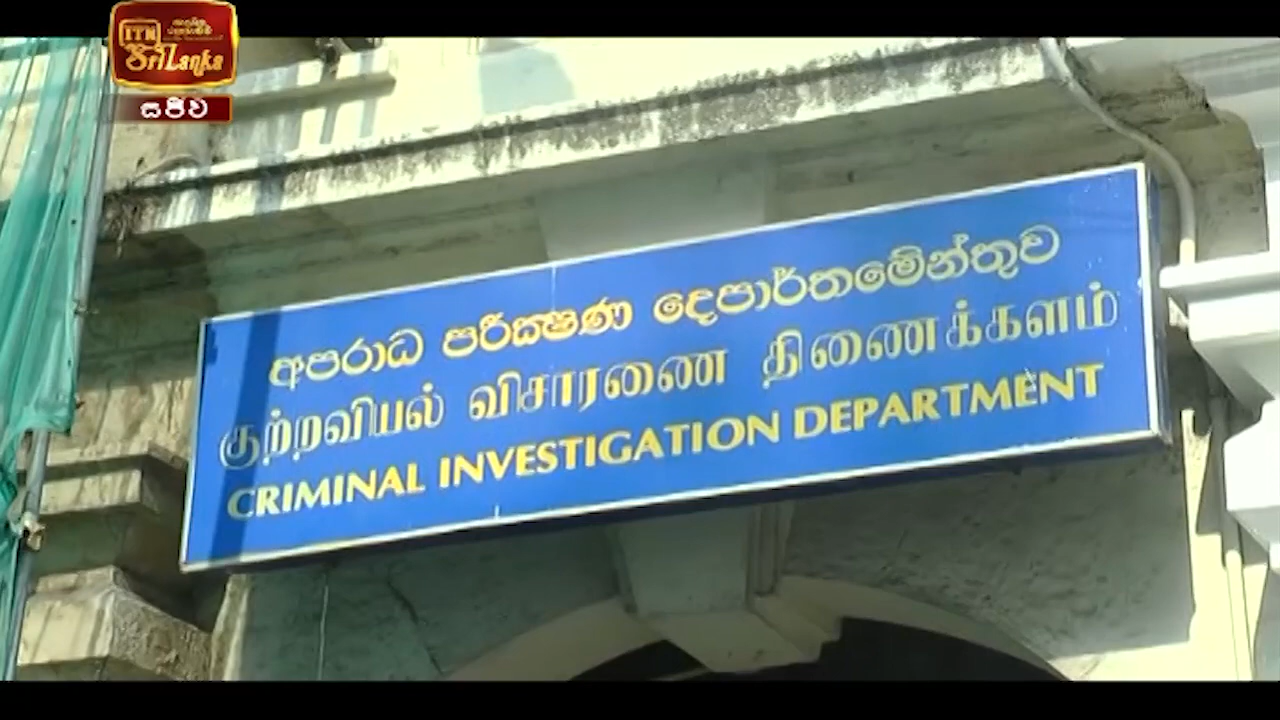 ITN
Sri Lanka
සජීව
අපරාධ පරීක්ෂණ දෙපාර්තමේන්තුව
குற்றவியல் விசாரணை திணைக்களம்
CRIMINAL INVESTIGATION DEPARTMENT